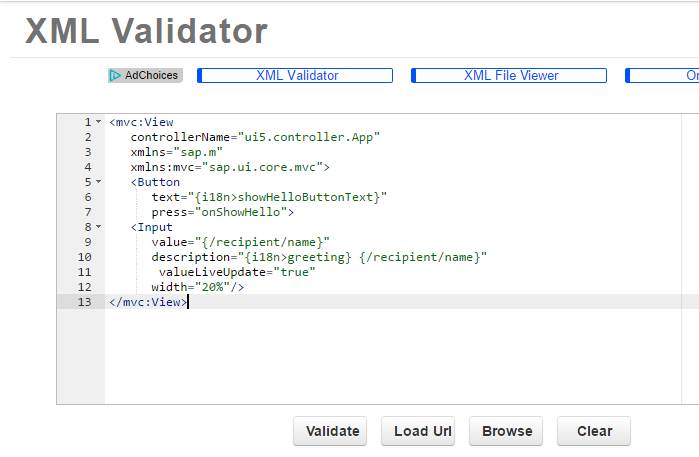 XML Validator
AdChoices XML Validator XML File Viewer Or
1 <mvc:View
2 controllerName="ui5.controller.App"
3 xmlns="sap.m"
4 xmlns:mvc="sap.ui.core.mvc">
5 <Button
6 text="{i18n>showHelloButtonText}"
7 press="onShowHello">
8 <Input
9 value="{/recipient/name}"
10 description="{i18n>greeting} {/recipient/name}"
11 valueLiveUpdate="true"
12 width="20%"/>
13 </mvc:View>
Validate Load Url Browse Clear